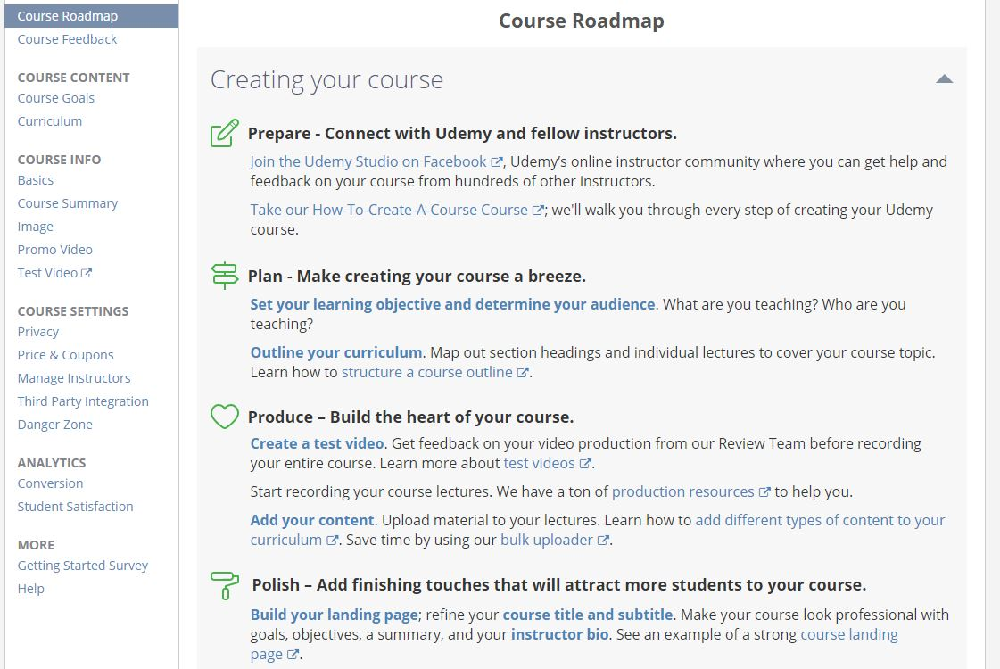 Course Roadmap
Course Feedback
COURSE CONTENT
Course Goals
Curriculum
COURSE INFO
Basics
Course Summary
Image
Promo Video
Test Video
COURSE SETTINGS
Privacy
Price & Coupons
Manage Instructors
Third Party Integration
Danger Zone
ANALYTICS
Conversion
Student Satisfaction
MORE
Getting Started Survey
Help
Course Roadmap
Creating your course
Prepare - Connect with Udemy and fellow instructors.
Join the Udemy Studio on Facebook, Udemy’s online instructor community where you can get help and
feedback on your course from hundreds of other instructors.
Take our How-To-Create-A-Course Course; we'll walk you through every step of creating your Udemy
course.
Plan - Make creating your course a breeze.
Set your learning objective and determine your audience. What are you teaching? Who are you
teaching?
Outline your curriculum. Map out section headings and individual lectures to cover your course topic.
Learn how to structure a course outline.
Produce – Build the heart of your course.
Create a test video. Get feedback on your video production from our Review Team before recording
your entire course. Learn more about test videos.
Start recording your course lectures. We have a ton of production resources to help you.
Add your content. Upload material to your lectures. Learn how to add different types of content to your
curriculum. Save time by using our bulk uploader.
Polish – Add finishing touches that will attract more students to your course.
Build your landing page; refine your course title and subtitle. Make your course look professional with
goals, objectives, a summary, and your instructor bio. See an example of a strong course landing
page.